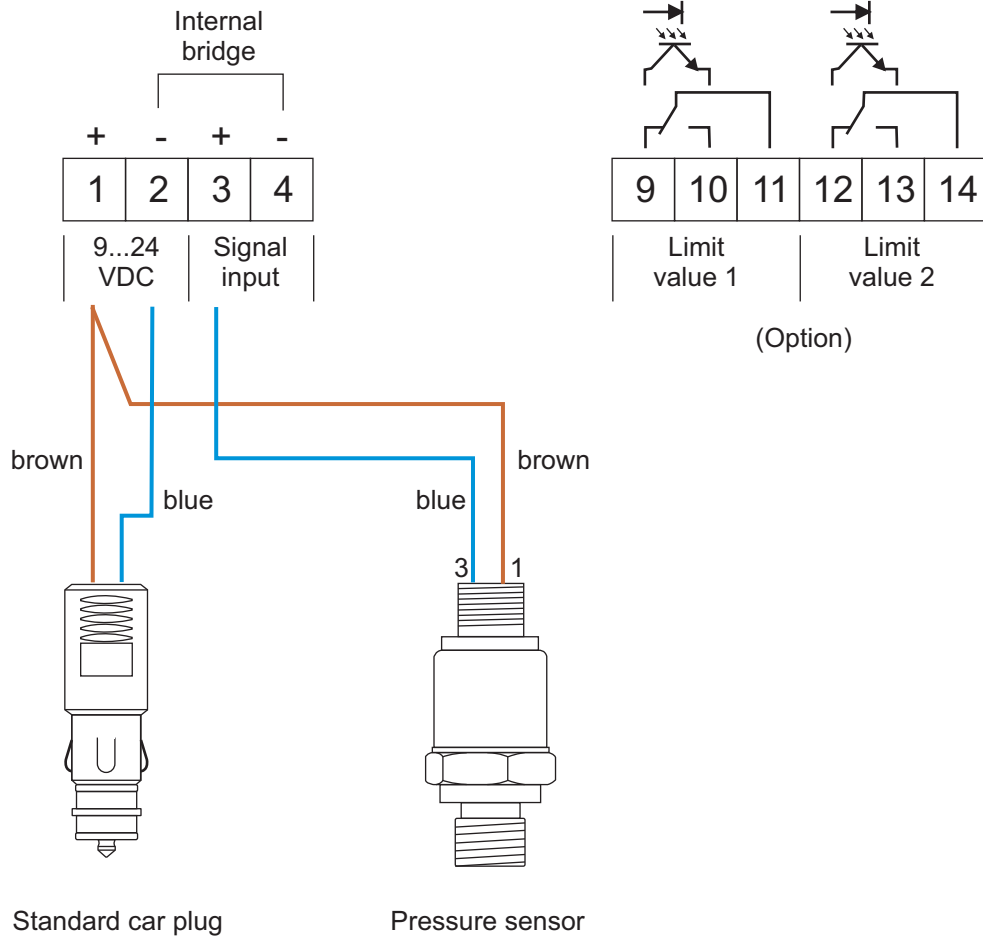 Internal
bridge
+ - + -
1 2 3 4
9...24
VDC
Signal
input
9 10 11 12 13 14
Limit
value 1
Limit
value 2
(Option)
brown
blue
blue
brown
3 1
Standard car plug
Pressure sensor